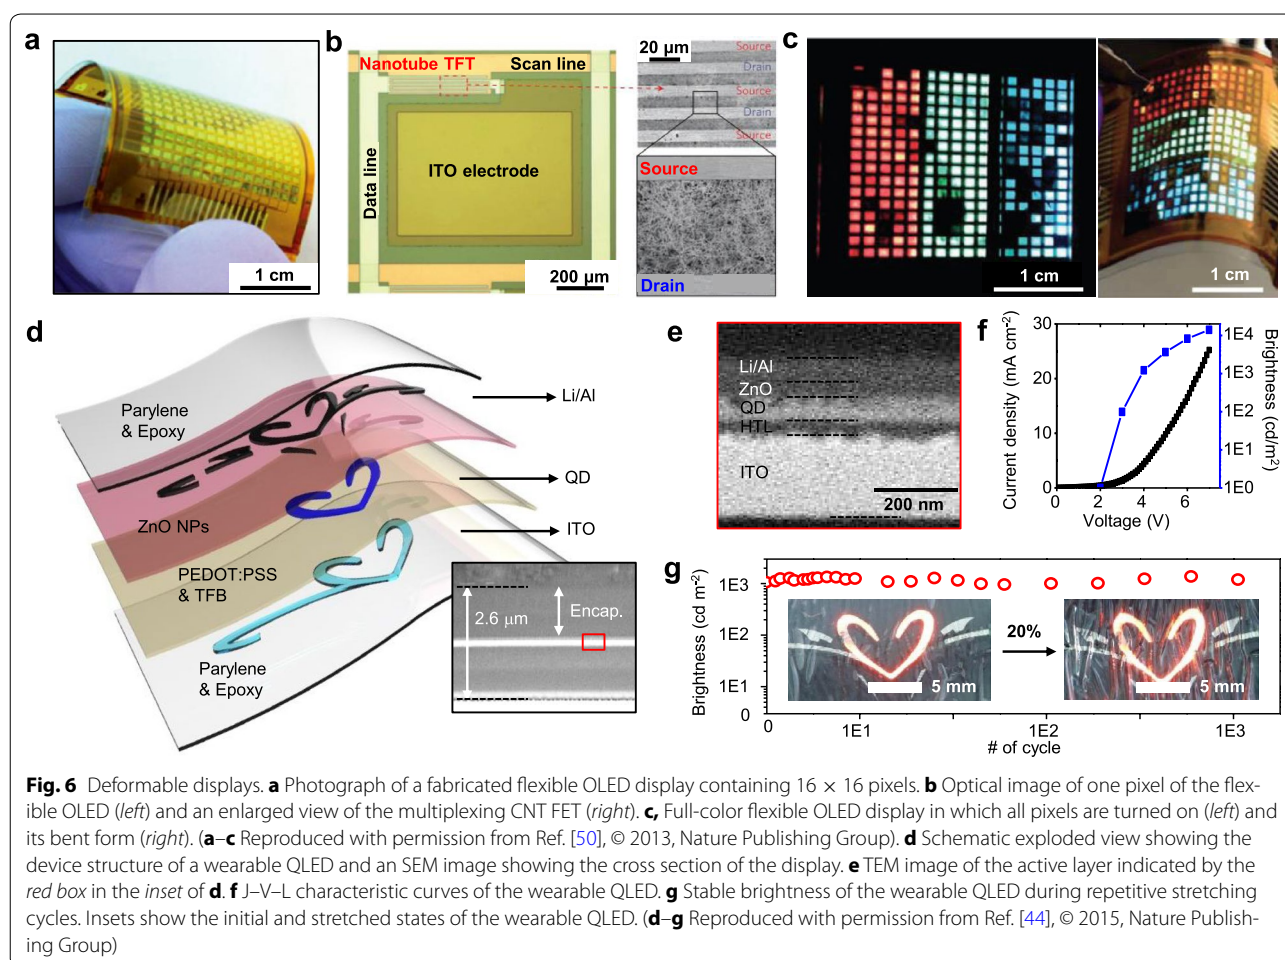 a
1 cm
b
Nanotube TFT
Scan line
Data line
ITO electrode
200 µm
20 µm
Source
Drain
Source
Drain
Source
Source
Drain
c
1 cm
1 cm
d
Parylene
& Epoxy
ZnO NPs
PEDOT:PSS
& TFB
Parylene
& Epoxy
Li/Al
QD
ITO
2.6 µm
Encap.
e
Li/Al
ZnO
QD
HTL
ITO
200 nm
f
Current density (mA cm⁻²)
30
20
10
0
0 2 4 6
Voltage (V)
1E4
1E3
1E2
1E1
1E0
Brightness (cd/m²)
g
Brightness (cd m⁻²)
1E3
1E2
1E1
0
0 1E1 1E2 1E3
# of cycle
5 mm
20%
5 mm
Fig. 6 Deformable displays. a Photograph of a fabricated flexible OLED display containing 16 × 16 pixels. b Optical image of one pixel of the flex-
ible OLED (left) and an enlarged view of the multiplexing CNT FET (right). c, Full-color flexible OLED display in which all pixels are turned on (left) and
its bent form (right). (a–c Reproduced with permission from Ref. [50], © 2013, Nature Publishing Group). d Schematic exploded view showing the
device structure of a wearable QLED and an SEM image showing the cross section of the display. e TEM image of the active layer indicated by the
red box in the inset of d. f J–V–L characteristic curves of the wearable QLED. g Stable brightness of the wearable QLED during repetitive stretching
cycles. Insets show the initial and stretched states of the wearable QLED. (d–g Reproduced with permission from Ref. [44], © 2015, Nature Publish-
ing Group)